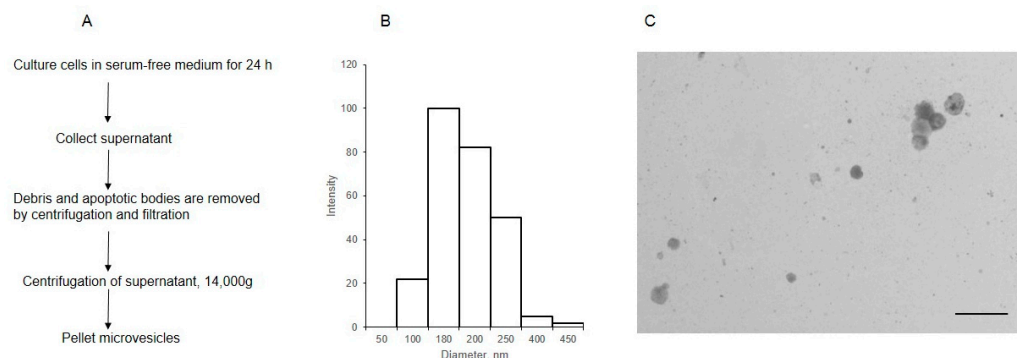 A
Culture cells in serum-free medium for 24 h
Collect supernatant
Debris and apoptotic bodies are removed
by centrifugation and filtration
Centrifugation of supernatant, 14,000g
Pellet microvesicles
B
120
100
80
60
40
20
0
Intensity
50 100 180 200 250 400 450
Diameter, nm
C